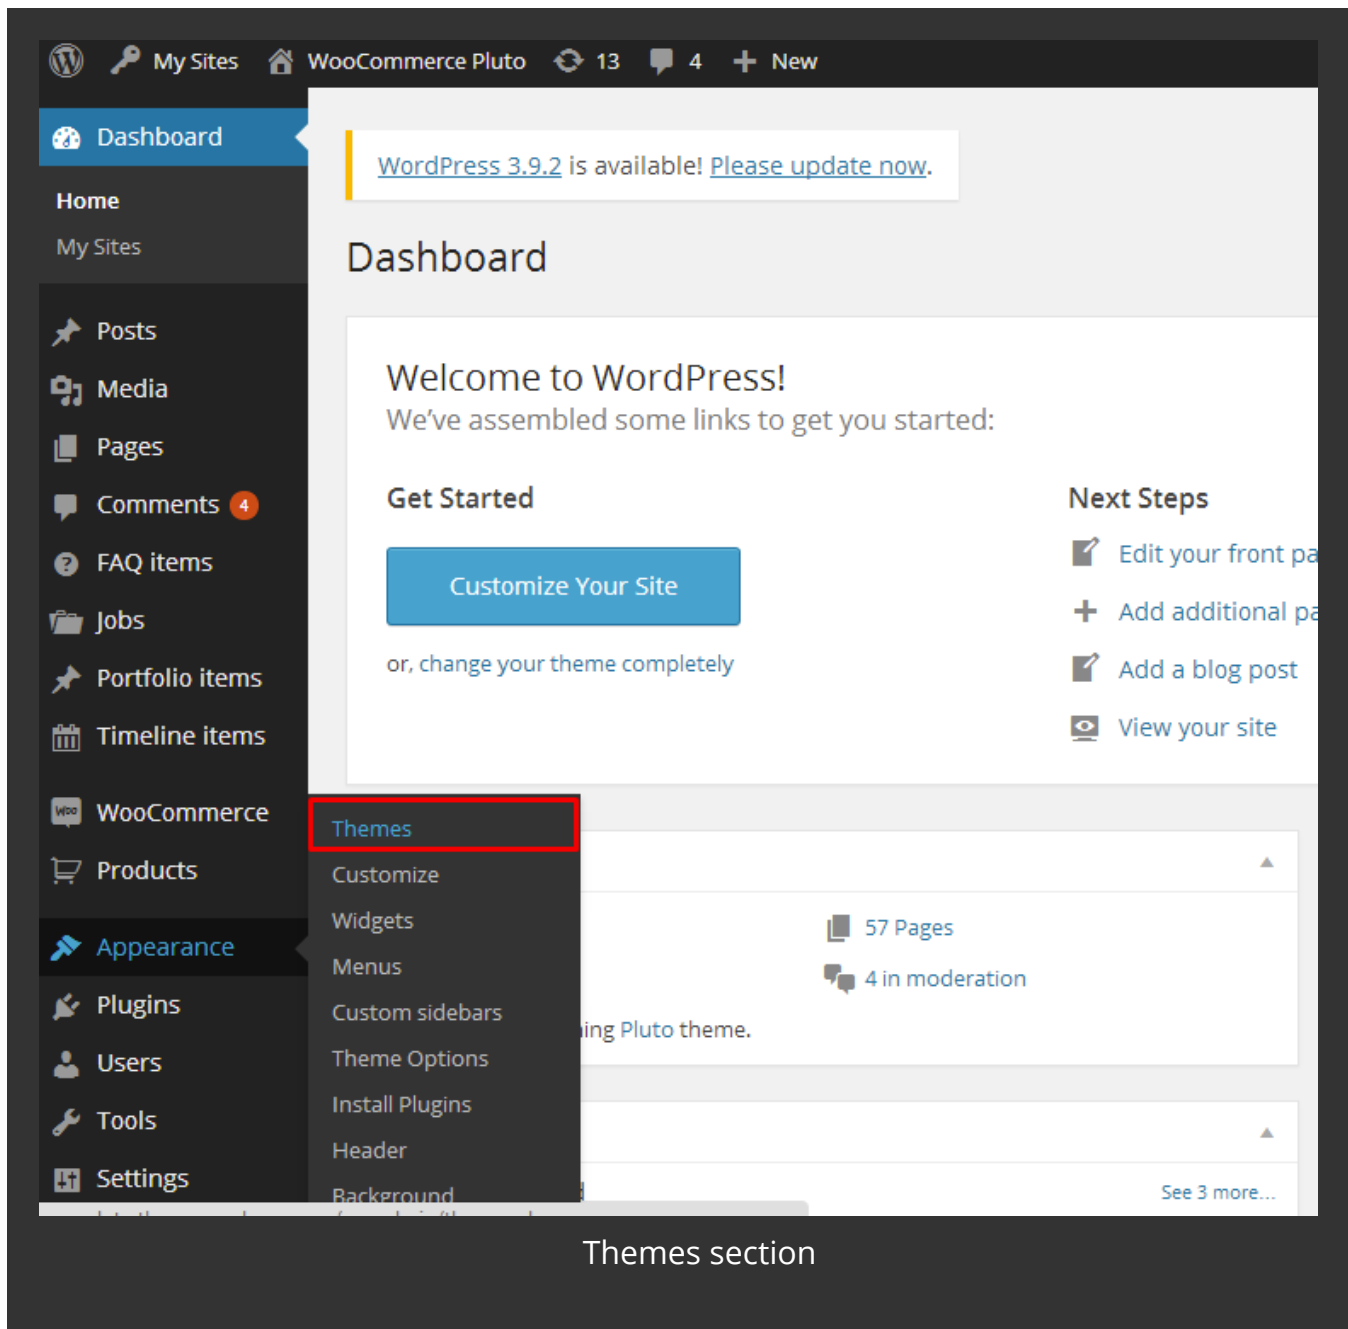 My Sites WooCommerce Pluto 13 4 New
Dashboard
Home
My Sites
Posts
Media
Pages
Comments 4
FAQ items
Jobs
Portfolio items
Timeline items
WooCommerce
Products
Appearance
Plugins
Users
Tools
Settings
Themes
Customize
Widgets
Menus
Custom sidebars
Theme Options
Install Plugins
Header
Background
WordPress 3.9.2 is available! Please update now.
Dashboard
Welcome to WordPress!
We've assembled some links to get you started:
Get Started
Customize Your Site
or, change your theme completely
Next Steps
Edit your front pa
Add additional pa
Add a blog post
View your site
57 Pages
4 in moderation
ing Pluto theme.
See 3 more...
Themes section